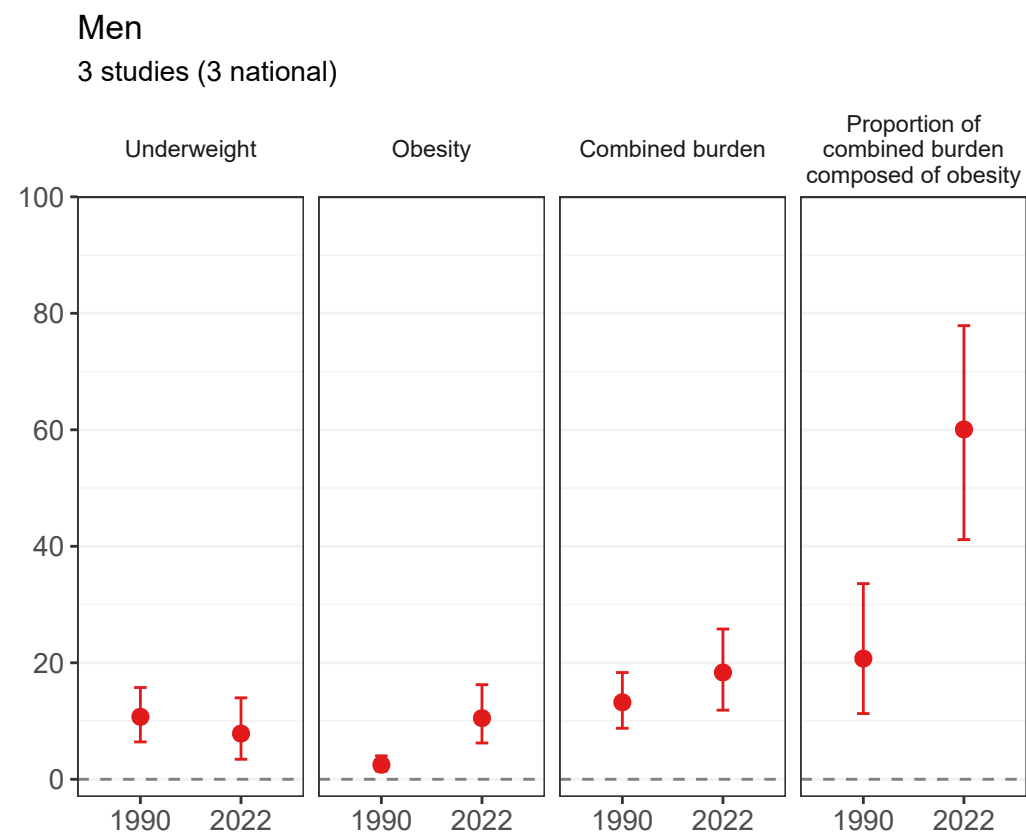 Men
3 studies (3 national)
Underweight
Obesity
Combined burden
Proportion of
combined burden
composed of obesity
100
80
60
40
20
0
1990 2022
1990 2022
1990 2022
1990 2022